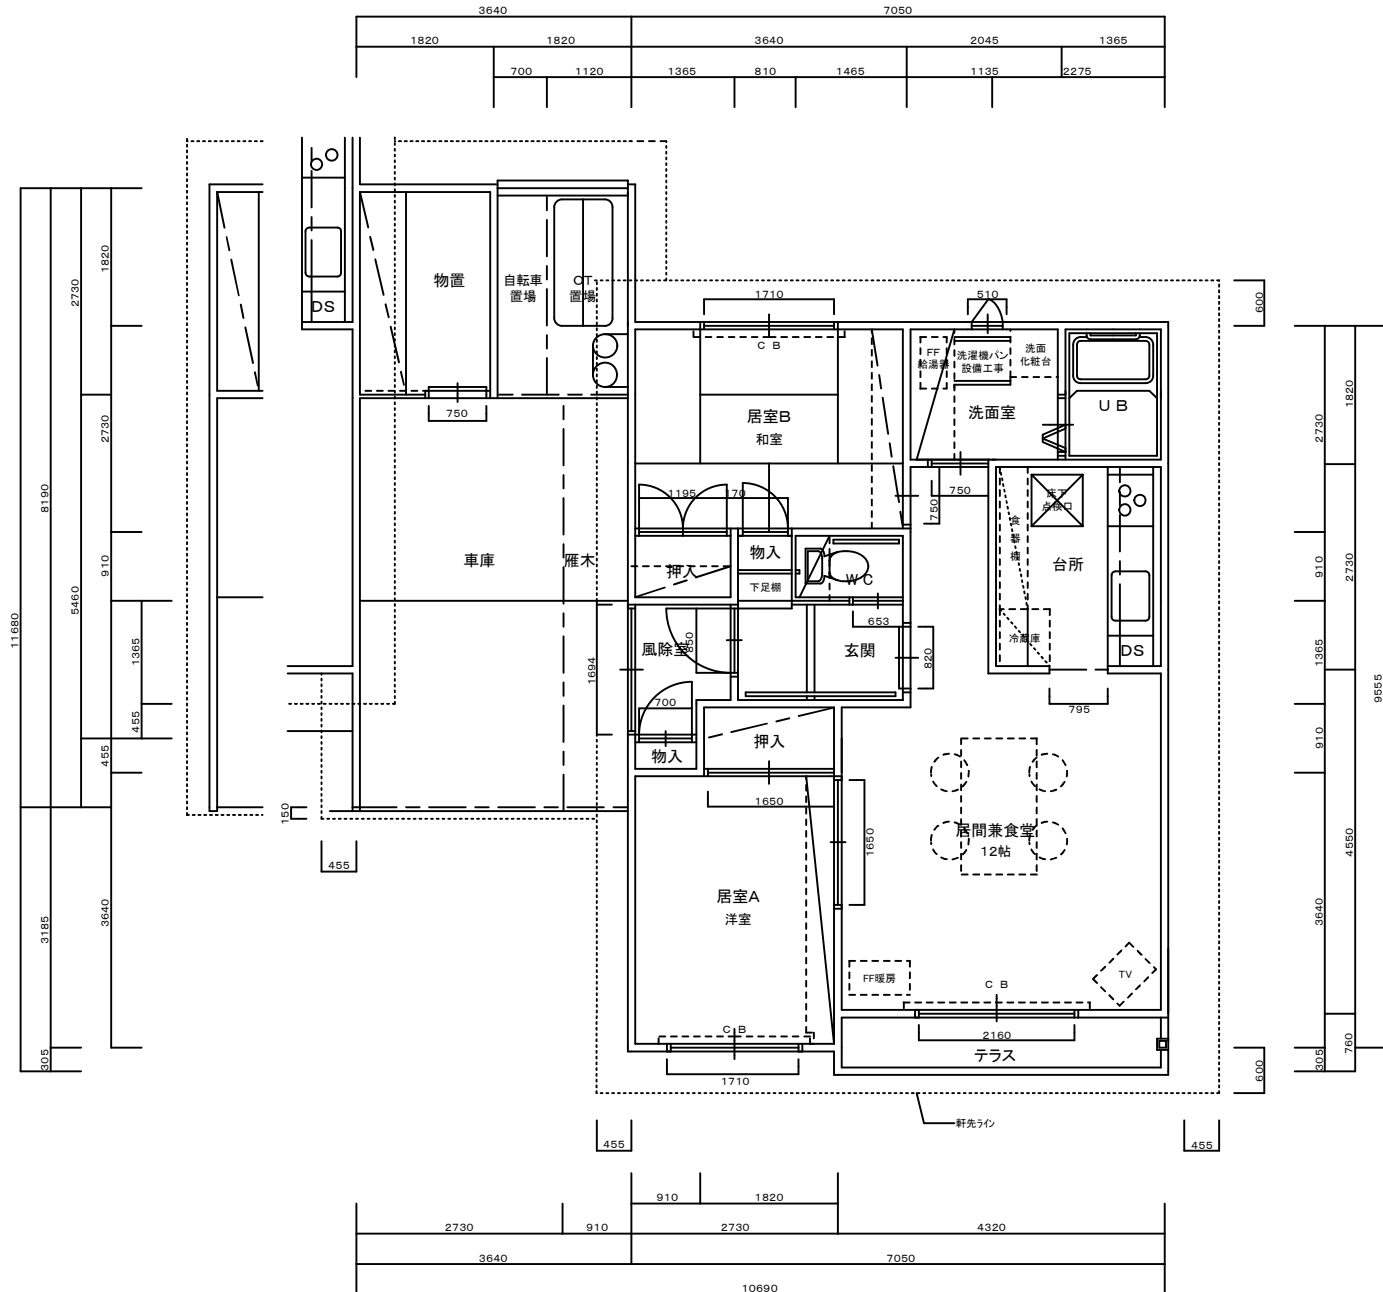 3640
7050
1820
1820
3640
2045
1365
700
1120
1365
810
1465
1135
2275
1710
510
600
DS
物置
自転車
置場
OT
置場
C B
FF
給湯器
洗濯機パン
設備工事
洗面
化粧台
居室B
和室
洗面室
U B
750
1195
170
750
750
床下
点検口
食器棚
台所
車庫
雁木
押入
物入
下足棚
W C
653
冷蔵庫
DS
風除室
850
玄関
820
1694
700
795
物入
押入
1650
1650
居間兼食堂
12帖
居室A
洋室
FF暖房
TV
C B
C B
2160
テラス
1710
軒先ライン
150
455
455
455
600
11680
8190
3185
305
2730
5460
1820
2730
910
1365
455
455
3640
1820
2730
910
1365
910
3640
305
2730
4550
760
9555
910
1820
2730
910
2730
4320
3640
7050
10690